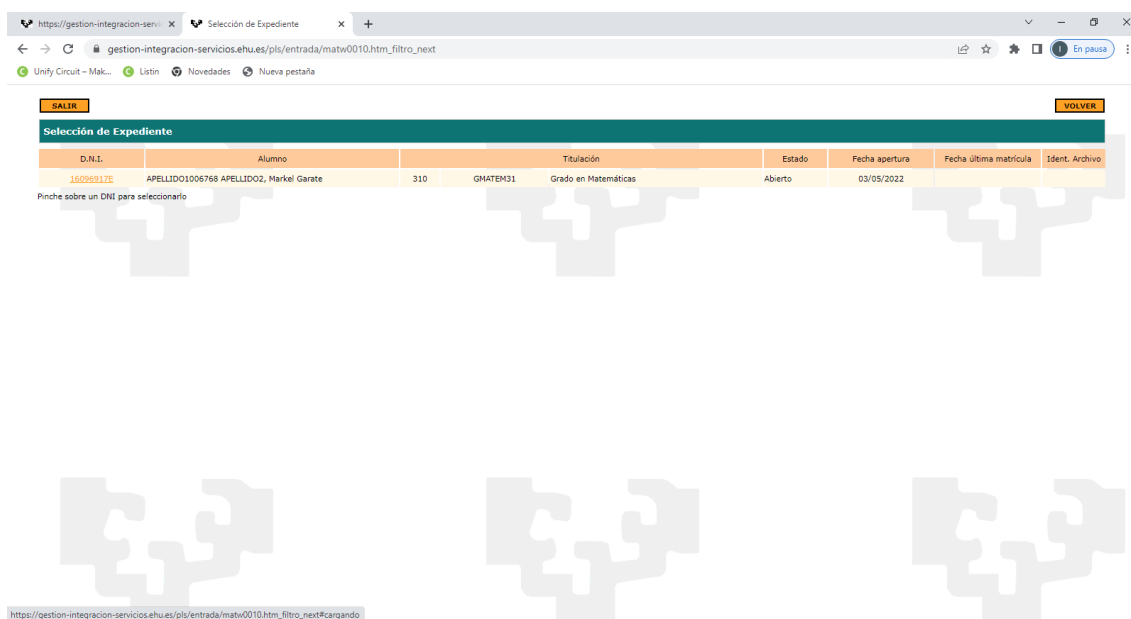 https://gestion-integracion-servi
Selección de Expediente
gestion-integracion-servicios.ehu.es/pls/entrada/matw0010.htm_filtro_next
I En pausa
Unify Circuit – Mak... Listin Novedades Nueva pestaña
SALIR VOLVER
Selección de Expediente
D.N.I. Alumno Titulación Estado Fecha apertura Fecha última matrícula Ident. Archivo
16096917E APELLIDO1006768 APELLIDO2, Markel Garate 310 GMATEM31 Grado en Matemáticas Abierto 03/05/2022
Pinche sobre un DNI para seleccionarlo
https://gestion-integracion-servicios.ehu.es/pls/entrada/matw0010.htm_filtro_next#cargando